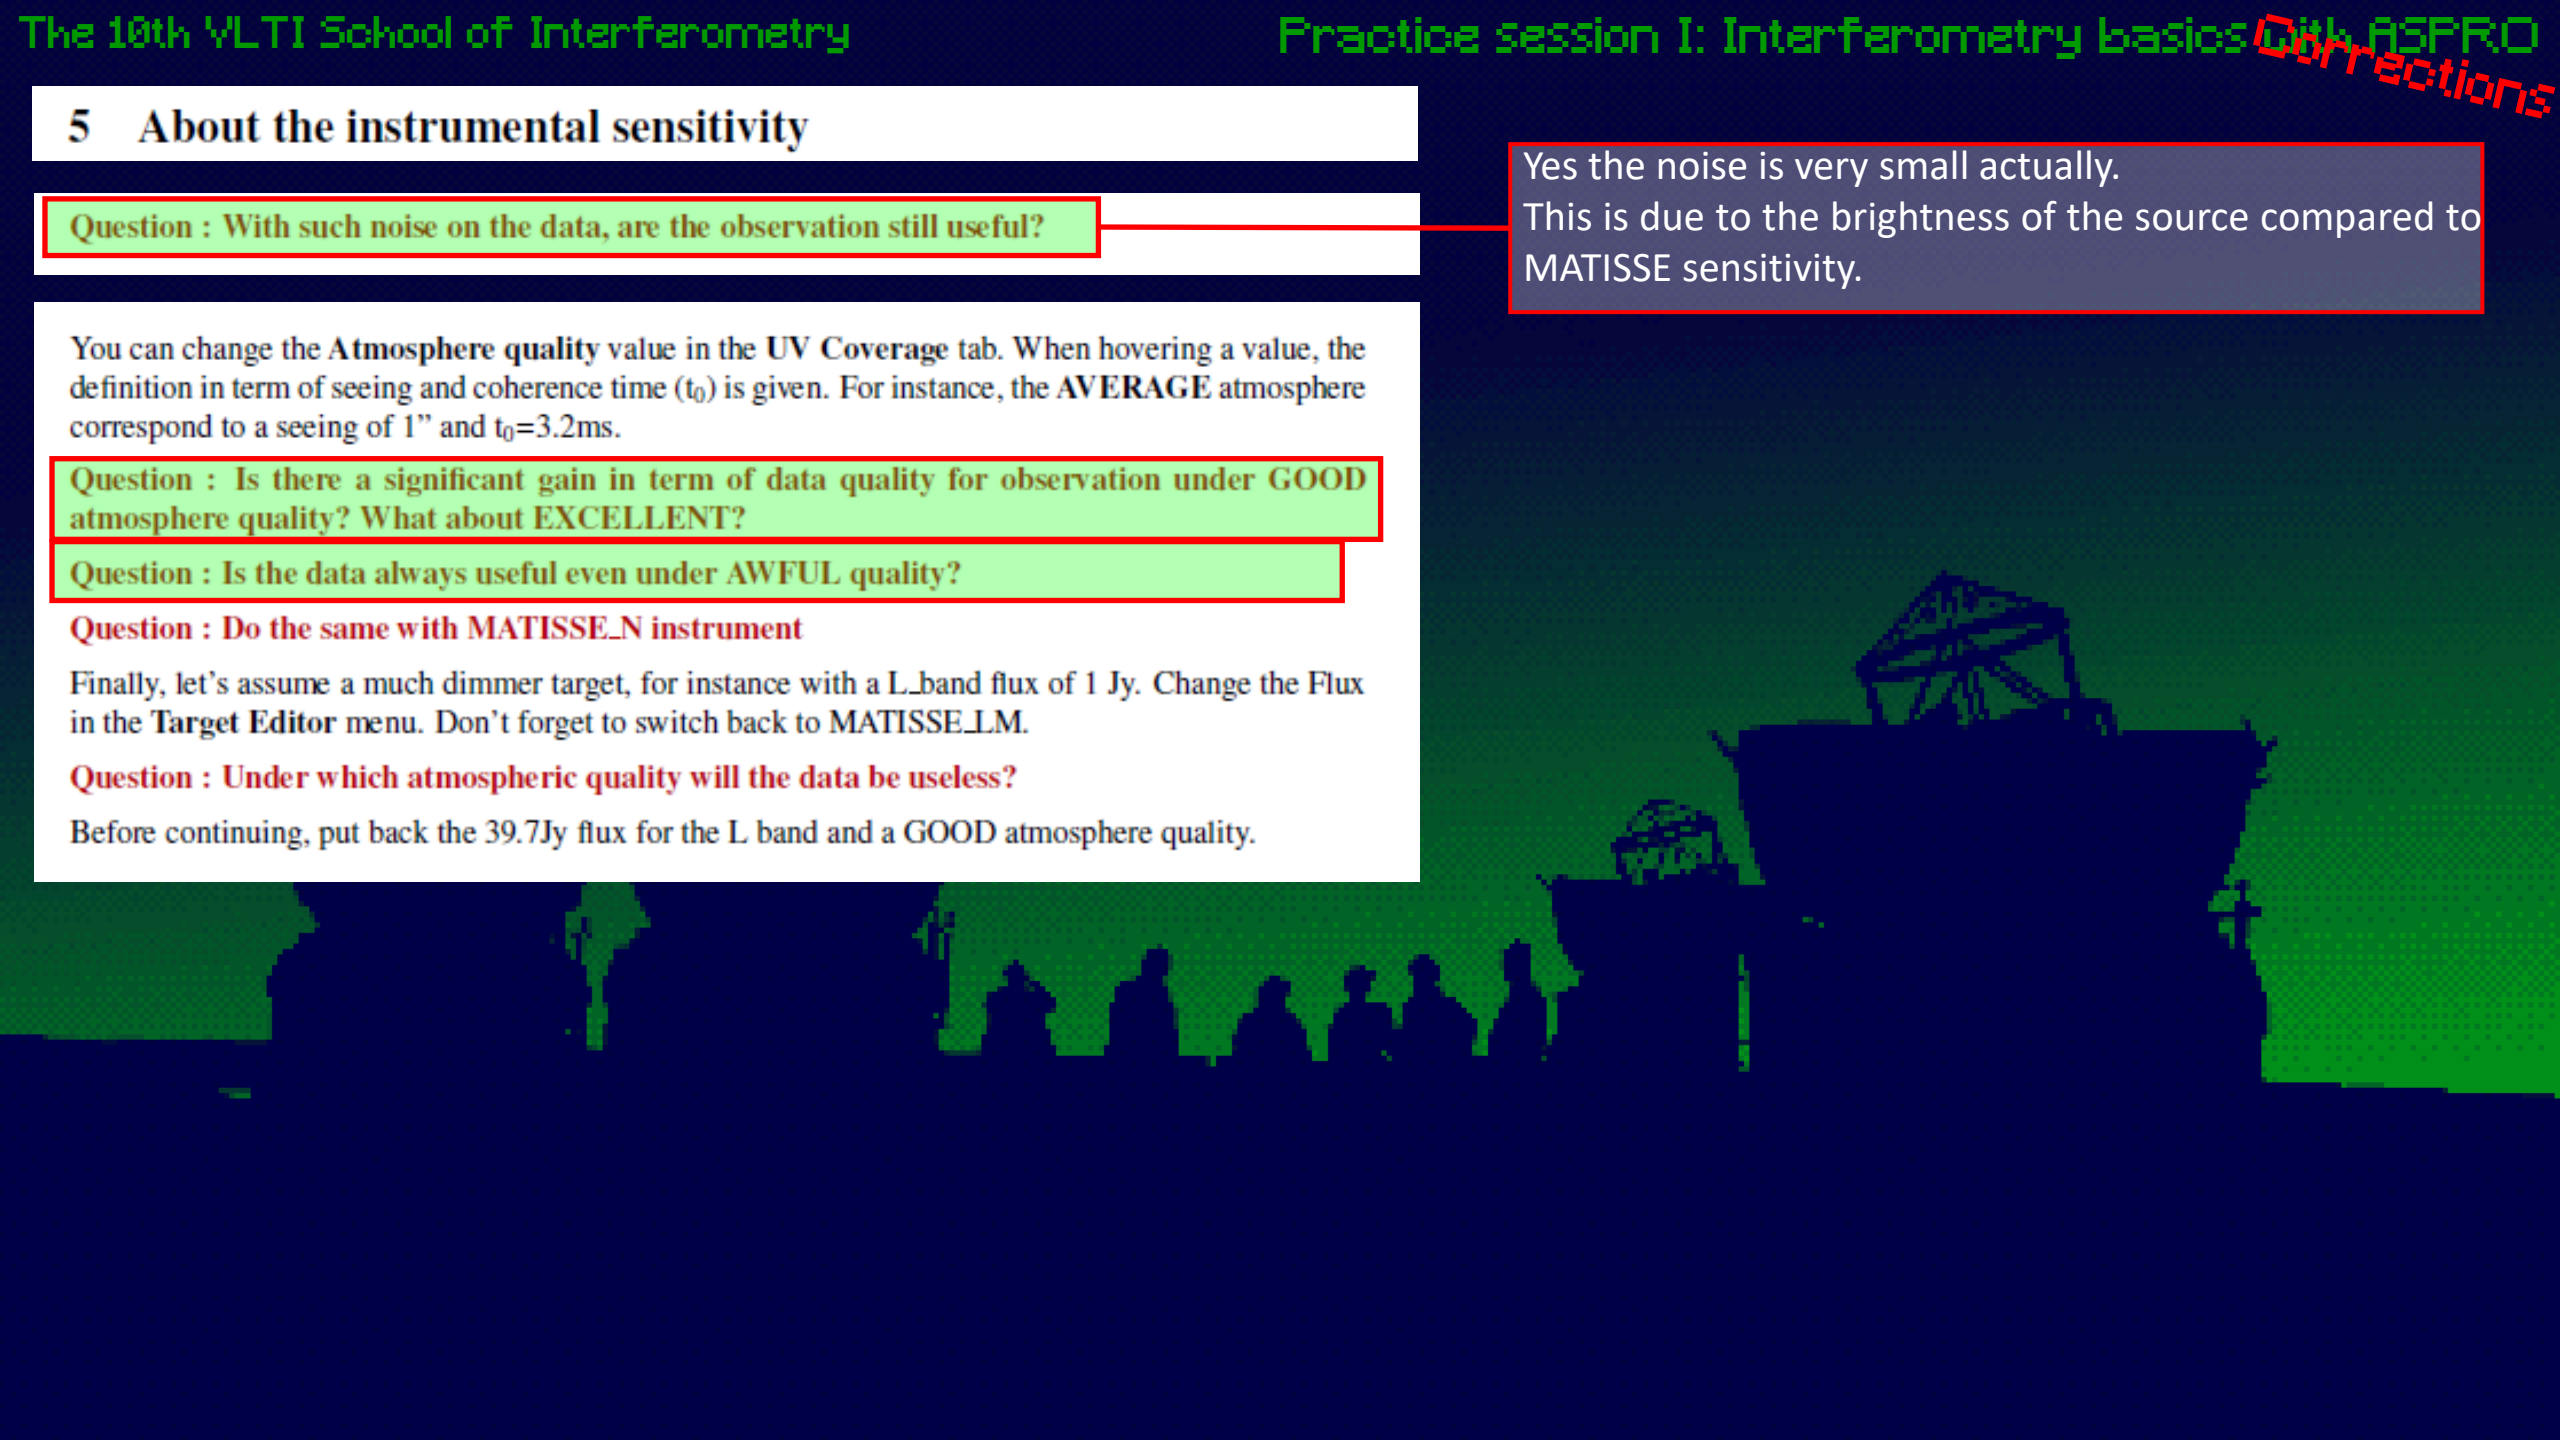 The 10th VLTI School of Interferometry
Practice session I: Interferometry basics with ASPRO
Corrections
5 About the instrumental sensitivity
Question : With such noise on the data, are the observation still useful?
Yes the noise is very small actually.
This is due to the brightness of the source compared to
MATISSE sensitivity.
You can change the Atmosphere quality value in the UV Coverage tab. When hovering a value, the
definition in term of seeing and coherence time (t0) is given. For instance, the AVERAGE atmosphere
correspond to a seeing of 1” and t0=3.2ms.
Question : Is there a significant gain in term of data quality for observation under GOOD
atmosphere quality? What about EXCELLENT?
Question : Is the data always useful even under AWFUL quality?
Question : Do the same with MATISSE_N instrument
Finally, let’s assume a much dimmer target, for instance with a L_band flux of 1 Jy. Change the Flux
in the Target Editor menu. Don’t forget to switch back to MATISSE_LM.
Question : Under which atmospheric quality will the data be useless?
Before continuing, put back the 39.7Jy flux for the L band and a GOOD atmosphere quality.